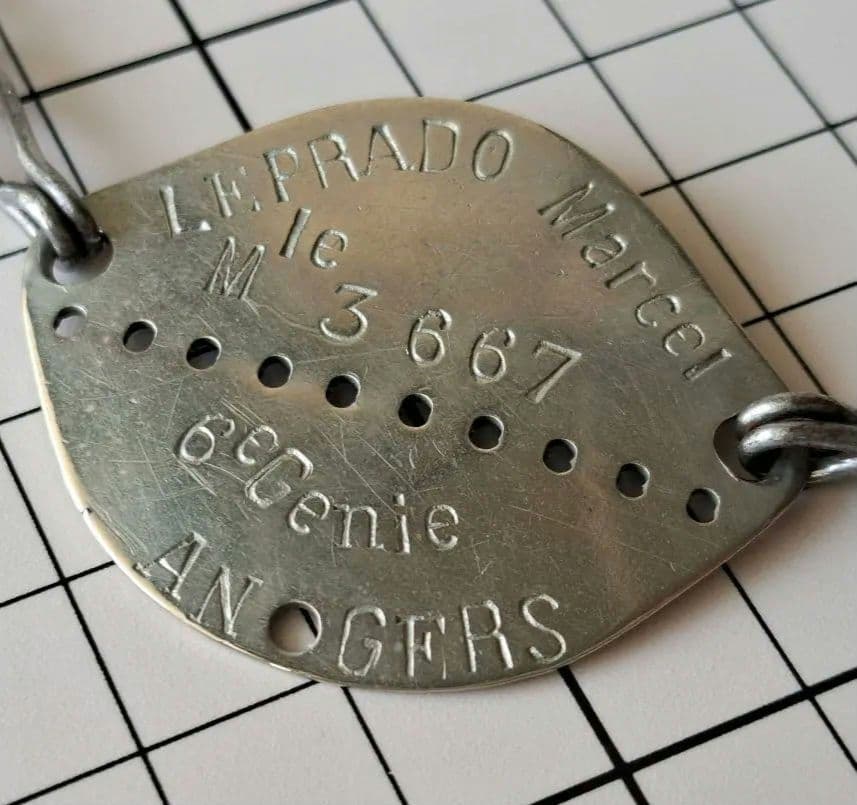 LEPRADO Marcel
Mle 3667
6eGenie
ANGERS